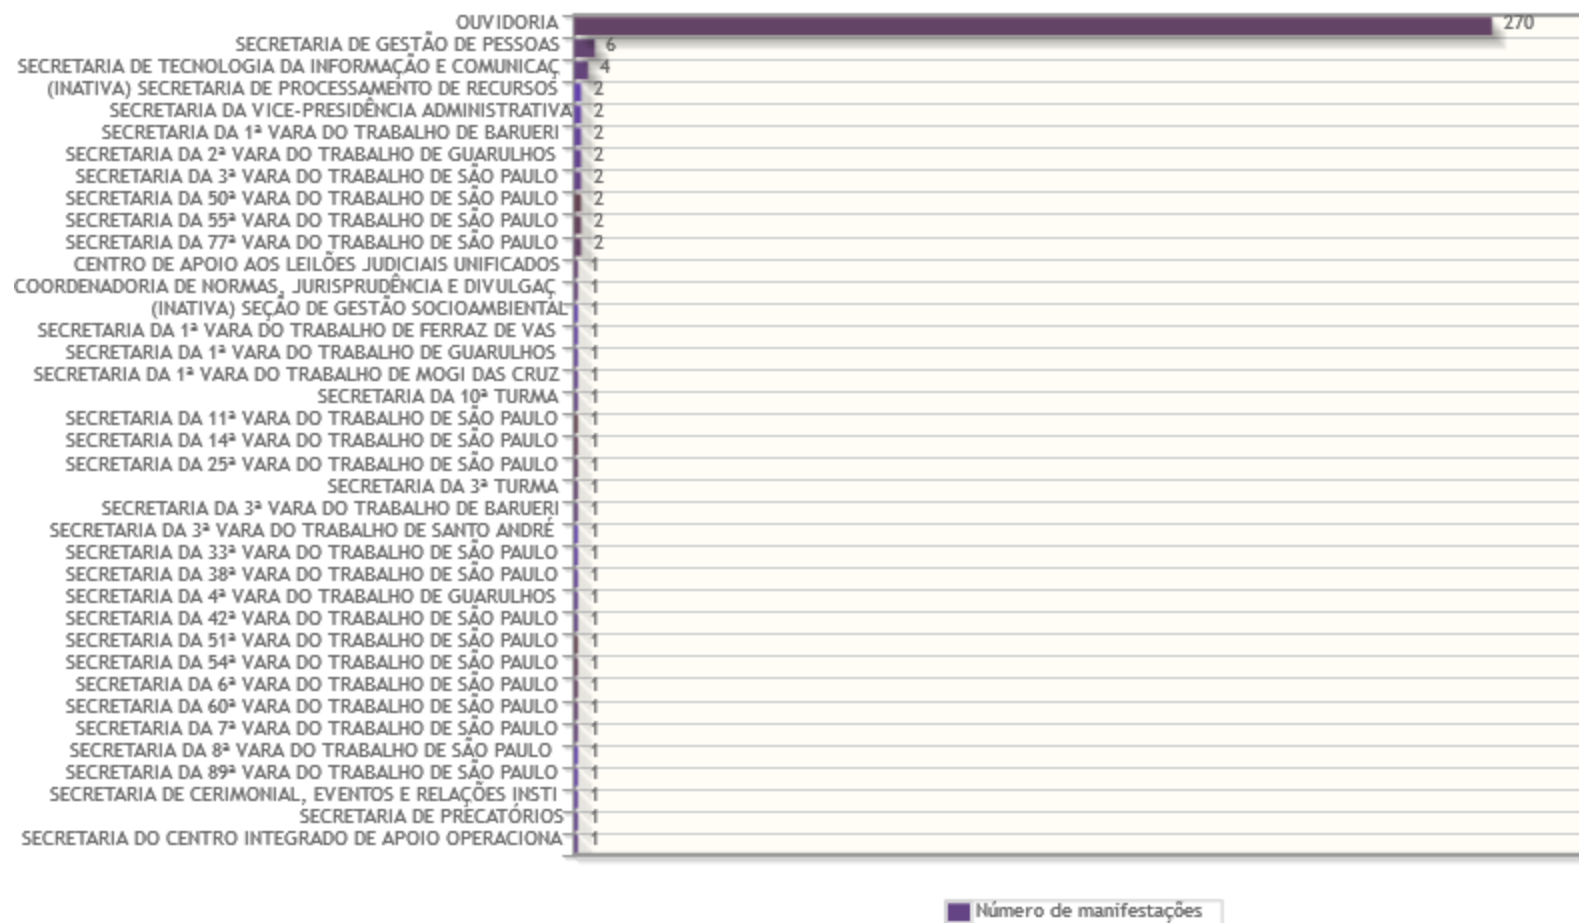 OUVIDORIA 270
SECRETARIA DE GESTÃO DE PESSOAS 6
SECRETARIA DE TECNOLOGIA DA INFORMAÇÃO E COMUNICAÇ 4
(INATIVA) SECRETARIA DE PROCESSAMENTO DE RECURSOS 2
SECRETARIA DA VICE-PRESIDÊNCIA ADMINISTRATIVA 2
SECRETARIA DA 1ª VARA DO TRABALHO DE BARUERI 2
SECRETARIA DA 2ª VARA DO TRABALHO DE GUARULHOS 2
SECRETARIA DA 3ª VARA DO TRABALHO DE SÃO PAULO 2
SECRETARIA DA 50ª VARA DO TRABALHO DE SÃO PAULO 2
SECRETARIA DA 55ª VARA DO TRABALHO DE SÃO PAULO 2
SECRETARIA DA 77ª VARA DO TRABALHO DE SÃO PAULO 2
CENTRO DE APOIO AOS LEILÕES JUDICIAIS UNIFICADOS 1
COORDENADORIA DE NORMAS, JURISPRUDÊNCIA E DIVULGAÇ 1
(INATIVA) SEÇÃO DE GESTÃO SOCIOAMBIENTAL 1
SECRETARIA DA 1ª VARA DO TRABALHO DE FERRAZ DE VAS 1
SECRETARIA DA 1ª VARA DO TRABALHO DE GUARULHOS 1
SECRETARIA DA 1ª VARA DO TRABALHO DE MOGI DAS CRUZ 1
SECRETARIA DA 10ª TURMA 1
SECRETARIA DA 11ª VARA DO TRABALHO DE SÃO PAULO 1
SECRETARIA DA 14ª VARA DO TRABALHO DE SÃO PAULO 1
SECRETARIA DA 25ª VARA DO TRABALHO DE SÃO PAULO 1
SECRETARIA DA 3ª TURMA 1
SECRETARIA DA 3ª VARA DO TRABALHO DE BARUERI 1
SECRETARIA DA 3ª VARA DO TRABALHO DE SANTO ANDRÉ 1
SECRETARIA DA 33ª VARA DO TRABALHO DE SÃO PAULO 1
SECRETARIA DA 38ª VARA DO TRABALHO DE SÃO PAULO 1
SECRETARIA DA 4ª VARA DO TRABALHO DE GUARULHOS 1
SECRETARIA DA 42ª VARA DO TRABALHO DE SÃO PAULO 1
SECRETARIA DA 51ª VARA DO TRABALHO DE SÃO PAULO 1
SECRETARIA DA 54ª VARA DO TRABALHO DE SÃO PAULO 1
SECRETARIA DA 6ª VARA DO TRABALHO DE SÃO PAULO 1
SECRETARIA DA 60ª VARA DO TRABALHO DE SÃO PAULO 1
SECRETARIA DA 7ª VARA DO TRABALHO DE SÃO PAULO 1
SECRETARIA DA 8ª VARA DO TRABALHO DE SÃO PAULO 1
SECRETARIA DA 89ª VARA DO TRABALHO DE SÃO PAULO 1
SECRETARIA DE CERIMONIAL, EVENTOS E RELAÇÕES INSTI 1
SECRETARIA DE PRECATÓRIOS 1
SECRETARIA DO CENTRO INTEGRADO DE APOIO OPERACIONA 1
Número de manifestações